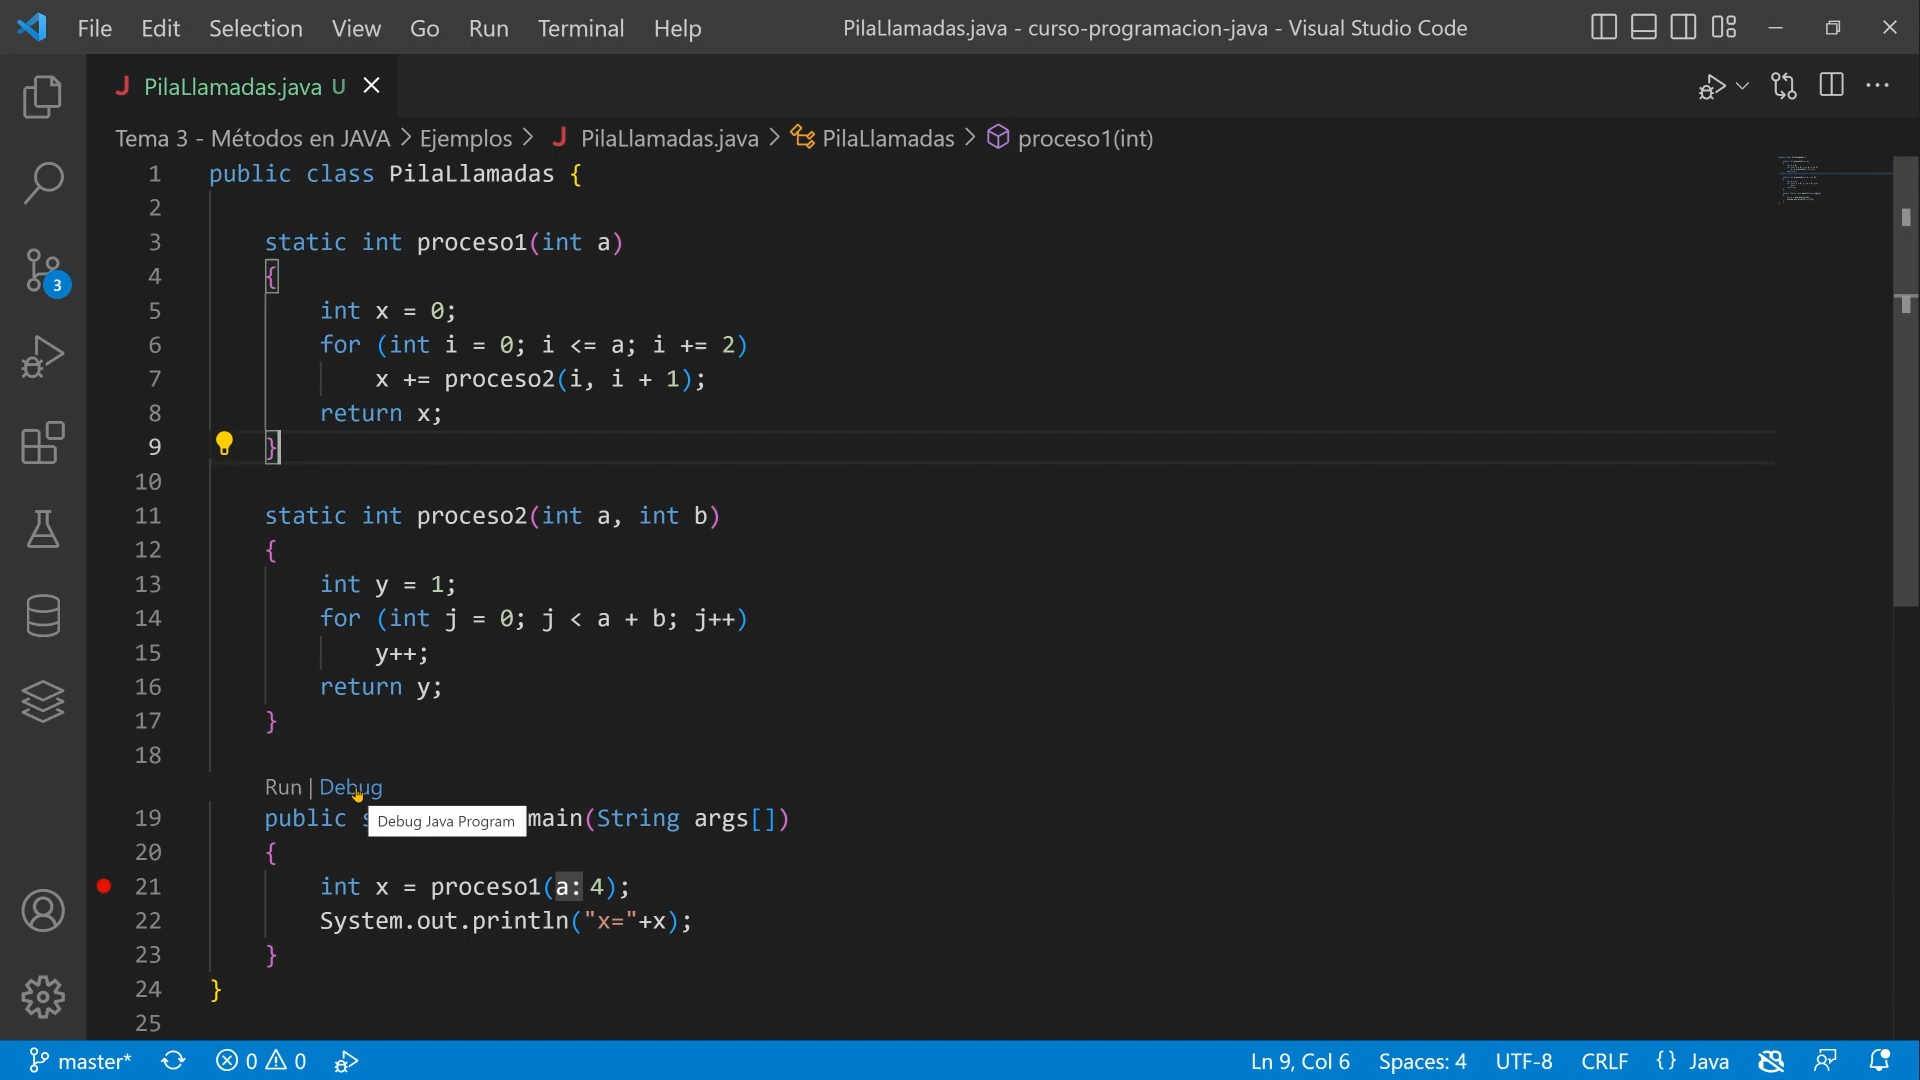 File Edit Selection View Go Run Terminal Help PilaLlamadas.java - curso-programacion-java - Visual Studio Code
PilaLlamadas.java U
Tema 3 - Métodos en JAVA > Ejemplos > PilaLlamadas.java > PilaLlamadas > proceso1(int)
1 public class PilaLlamadas {
2
3 static int proceso1(int a)
4 {
5 int x = 0;
6 for (int i = 0; i <= a; i += 2)
7 x += proceso2(i, i + 1);
8 return x;
9 }
10
11 static int proceso2(int a, int b)
12 {
13 int y = 1;
14 for (int j = 0; j < a + b; j++)
15 y++;
16 return y;
17 }
18
Run | Debug
19 public s main(String args[])
Debug Java Program
20 {
21 int x = proceso1(a: 4);
22 System.out.println("x="+x);
23 }
24 }
25
3
master* 0 0 Ln 9, Col 6 Spaces: 4 UTF-8 CRLF {} Java